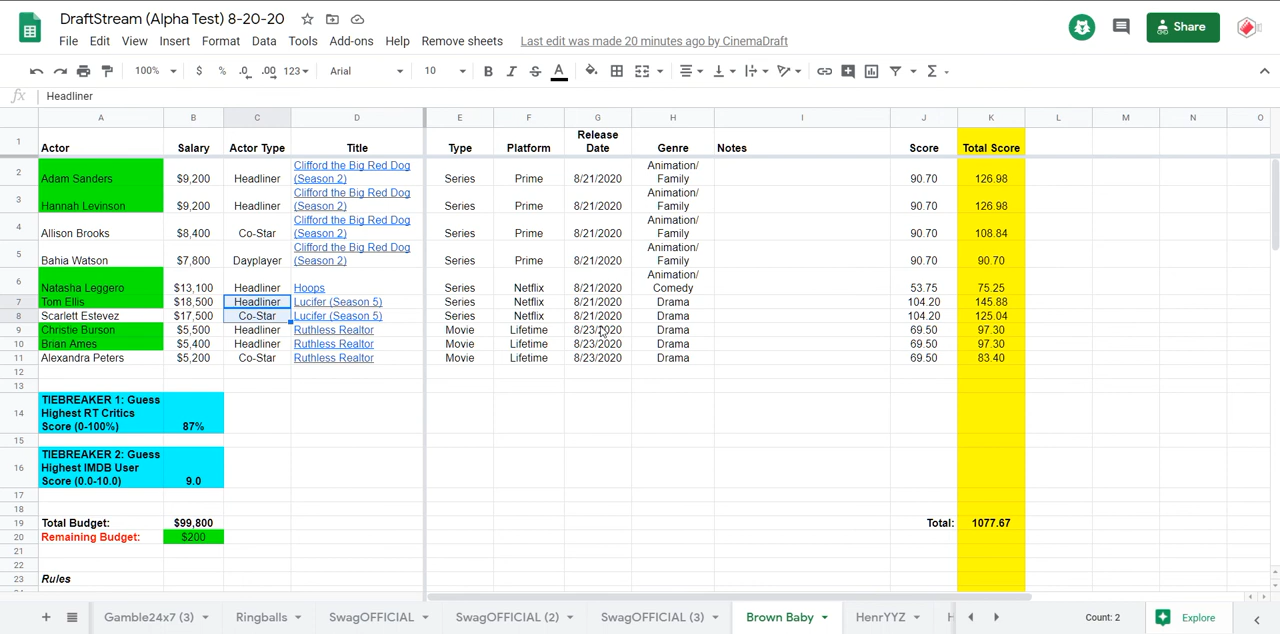 DraftStream (Alpha Test) 8-20-20
File Edit View Insert Format Data Tools Add-ons Help Remove sheets Last edit was made 20 minutes ago by CinemaDraft
Share
100% $ % .0 .00 123 Arial 10 B I S A Σ
fx Headliner
A B C D E F G H I J K L M N O
1 Actor Salary Actor Type Title Type Platform Release Date Genre Notes Score Total Score
2 Adam Sanders $9,200 Headliner Clifford the Big Red Dog (Season 2) Series Prime 8/21/2020 Animation/ Family 90.70 126.98
3 Hannah Levinson $9,200 Headliner Clifford the Big Red Dog (Season 2) Series Prime 8/21/2020 Animation/ Family 90.70 126.98
4 Allison Brooks $8,400 Co-Star Clifford the Big Red Dog (Season 2) Series Prime 8/21/2020 Animation/ Family 90.70 108.84
5 Bahia Watson $7,800 Dayplayer Clifford the Big Red Dog (Season 2) Series Prime 8/21/2020 Animation/ Family 90.70 90.70
6 Natasha Leggero $13,100 Headliner Hoops Series Netflix 8/21/2020 Animation/ Comedy 53.75 75.25
7 Tom Ellis $18,500 Headliner Lucifer (Season 5) Series Netflix 8/21/2020 Drama 104.20 145.88
8 Scarlett Estevez $17,500 Co-Star Lucifer (Season 5) Series Netflix 8/21/2020 Drama 104.20 125.04
9 Christie Burson $5,500 Headliner Ruthless Realtor Movie Lifetime 8/23/2020 Drama 69.50 97.30
10 Brian Ames $5,400 Headliner Ruthless Realtor Movie Lifetime 8/23/2020 Drama 69.50 97.30
11 Alexandra Peters $5,200 Co-Star Ruthless Realtor Movie Lifetime 8/23/2020 Drama 69.50 83.40
12
13
14 TIEBREAKER 1: Guess Highest RT Critics Score (0-100%) 87%
15
16 TIEBREAKER 2: Guess Highest IMDB User Score (0.0-10.0) 9.0
17
18
19 Total Budget: $99,800 Total: 1077.67
20 Remaining Budget: $200
21
22
23 Rules
Gamble24x7 (3) Ringballs SwagOFFICIAL SwagOFFICIAL (2) SwagOFFICIAL (3) Brown Baby HenrYYZ Count: 2 Explore